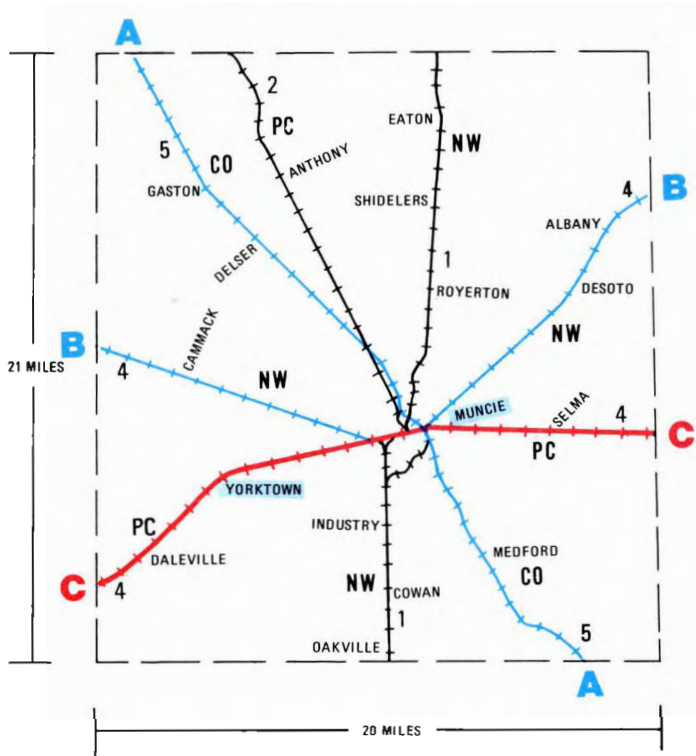 A
2
PC
EATON
NW
5
CO
ANTHONY
GASTON
SHIDELERS
4
B
ALBANY
DELSER
1
ROYERTON
DESOTO
B
CAMMACK
NW
21 MILES
4
NW
MUNCIE
SELMA
4
C
PC
YORKTOWN
PC
INDUSTRY
DALEVILLE
MEDFORD
C
4
NW
COWAN
CO
1
OAKVILLE
5
A
20 MILES